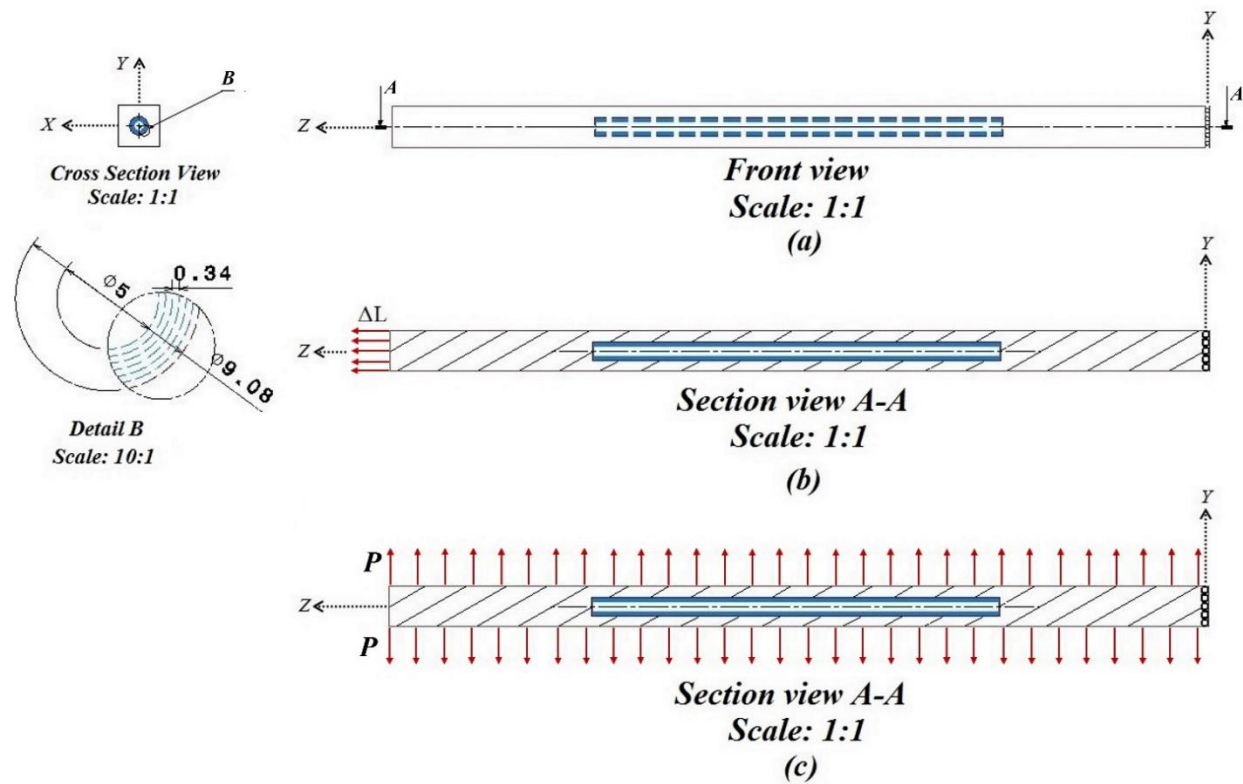 Y
B
X
Cross Section View
Scale: 1:1
Y
A
A
Z
Front view
Scale: 1:1
(a)
⌀5
0.34
⌀9.08
Detail B
Scale: 10:1
Y
ΔL
Z
Section view A-A
Scale: 1:1
(b)
Y
P
Z
P
Section view A-A
Scale: 1:1
(c)